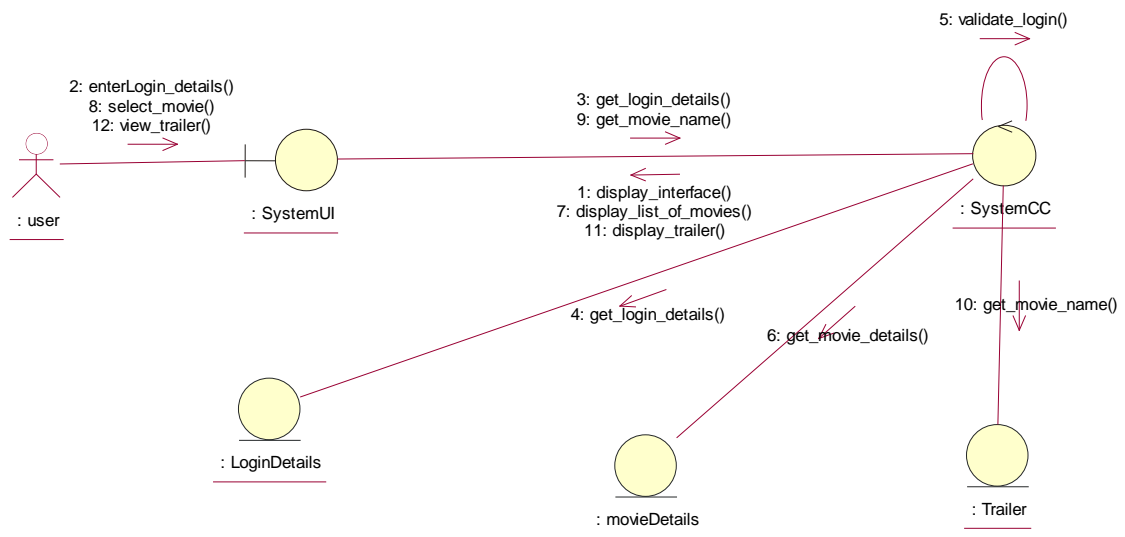 5: validate_login()
2: enterLogin_details()
8: select_movie()
12: view_trailer()
3: get_login_details()
9: get_movie_name()
: user
: SystemUI
1: display_interface()
7: display_list_of_movies()
11: display_trailer()
: SystemCC
4: get_login_details()
6: get_movie_details()
10: get_movie_name()
: LoginDetails
: movieDetails
: Trailer